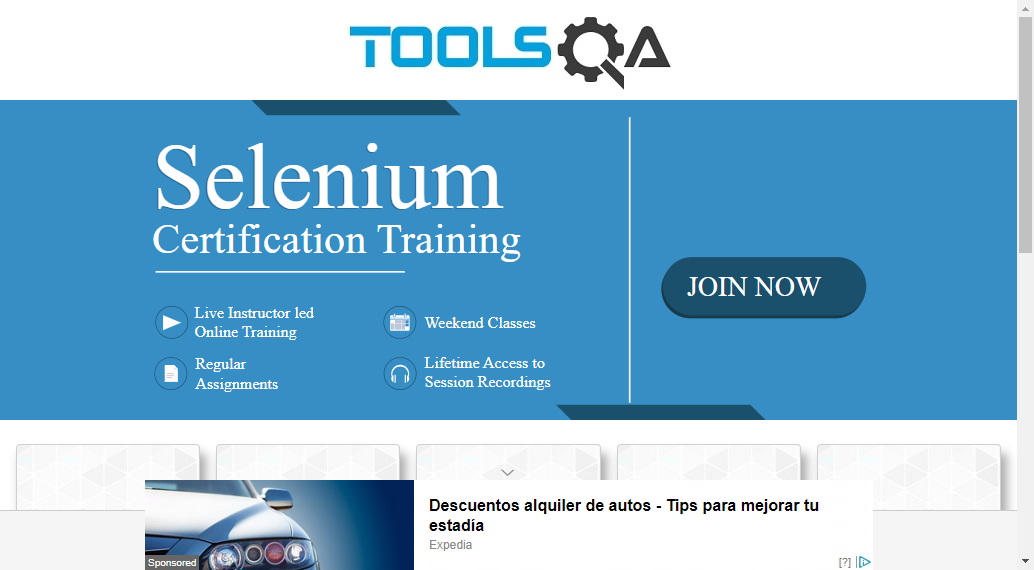 TOOLSQA
Selenium
Certification Training
Live Instructor led
Online Training
Weekend Classes
Regular
Assignments
Lifetime Access to
Session Recordings
JOIN NOW
Descuentos alquiler de autos - Tips para mejorar tu
estadía
Expedia
Sponsored
[?]